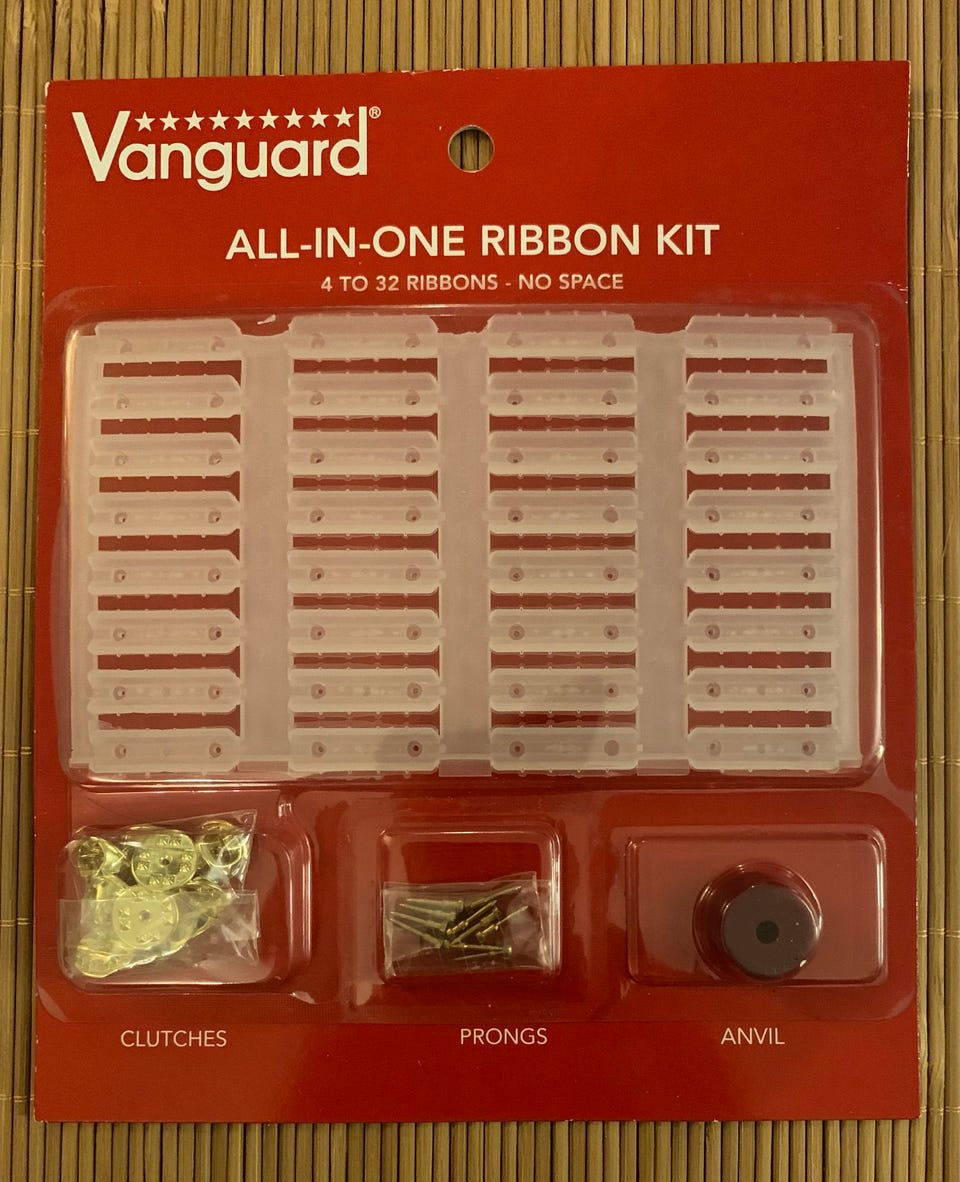 Vanguard®
ALL-IN-ONE RIBBON KIT
4 TO 32 RIBBONS - NO SPACE
CLUTCHES
PRONGS
ANVIL